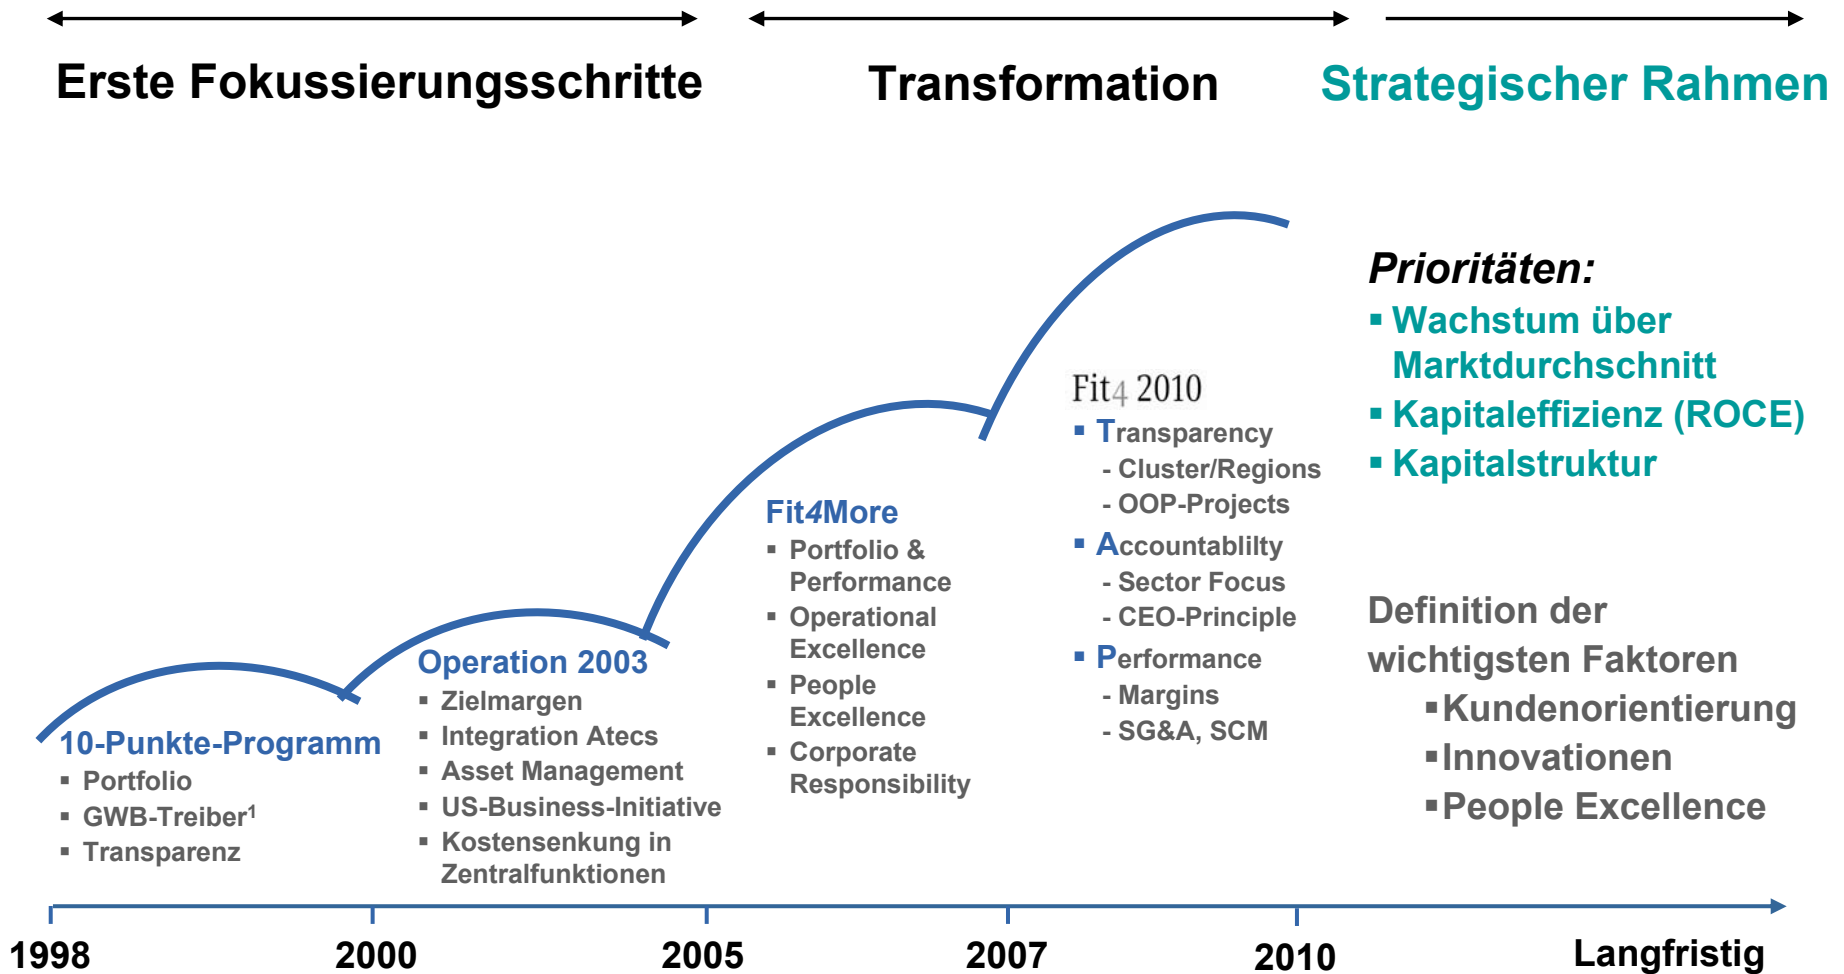 Erste Fokussierungsschritte
Transformation
Strategischer Rahmen
10-Punkte-Programm
▪ Portfolio
▪ GWB-Treiber¹
▪ Transparenz
Operation 2003
▪ Zielmargen
▪ Integration Atecs
▪ Asset Management
▪ US-Business-Initiative
▪ Kostensenkung in
Zentralfunktionen
Fit4More
▪ Portfolio &
Performance
▪ Operational
Excellence
▪ People
Excellence
▪ Corporate
Responsibility
Fit4 2010
▪ Transparency
- Cluster/Regions
- OOP-Projects
▪ Accountablilty
- Sector Focus
- CEO-Principle
▪ Performance
- Margins
- SG&A, SCM
Prioritäten:
▪ Wachstum über
Marktdurchschnitt
▪ Kapitaleffizienz (ROCE)
▪ Kapitalstruktur
Definition der
wichtigsten Faktoren
▪Kundenorientierung
▪Innovationen
▪People Excellence
1998
2000
2005
2007
2010
Langfristig